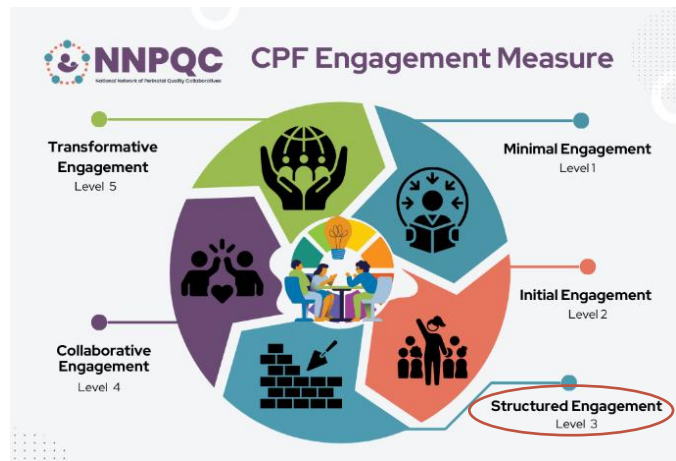 NNPQC
National Network of Perinatal Quality Collaboratives
CPF Engagement Measure
Transformative
Engagement
Level 5
Minimal Engagement
Level 1
Initial Engagement
Level 2
Collaborative
Engagement
Level 4
Structured Engagement
Level 3